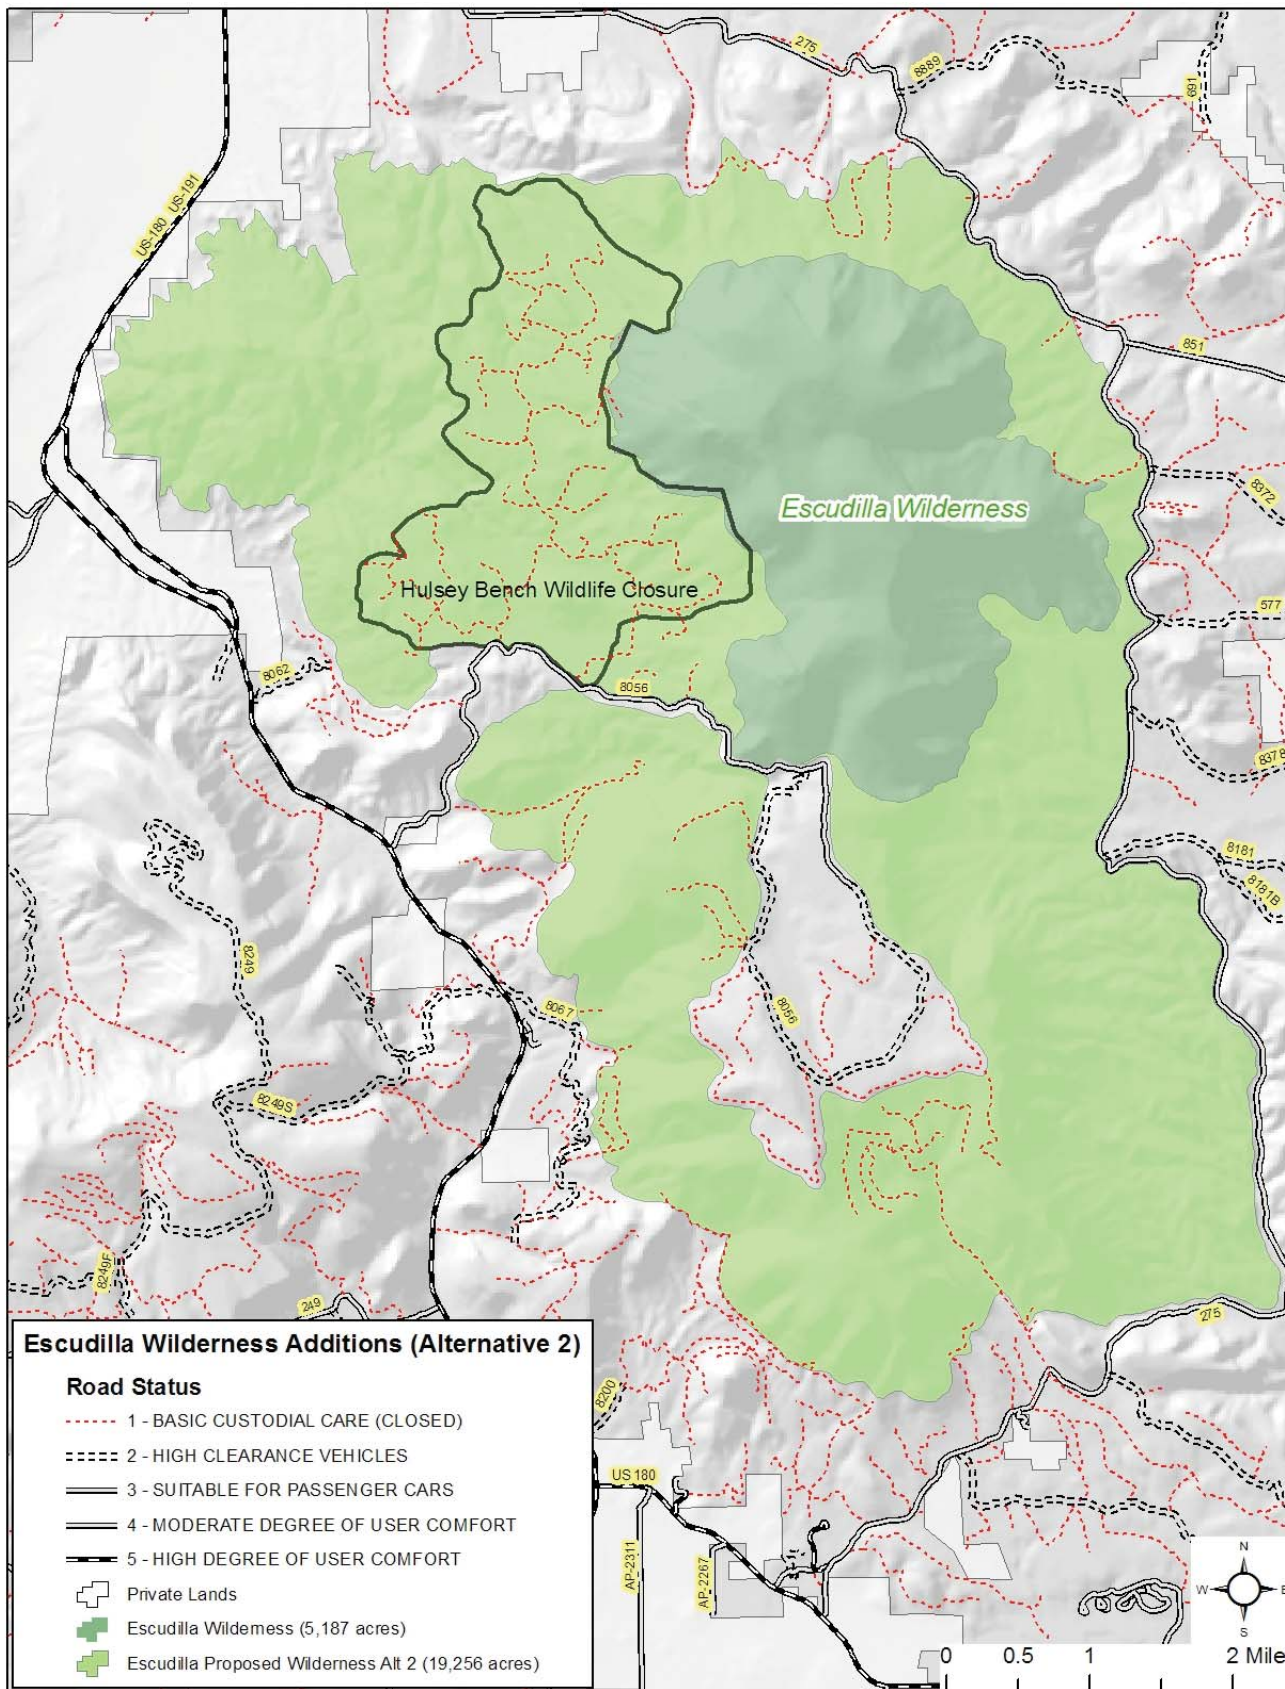 275
8889
691
US-191
US-180
851
Escudilla Wilderness
8372
Hulsey Bench Wildlife Closure
577
8062
8056
8378
8181
8181B
8249
8056
8067
8249S
8249F
249
275
Escudilla Wilderness Additions (Alternative 2)
Road Status
1 - BASIC CUSTODIAL CARE (CLOSED)
2 - HIGH CLEARANCE VEHICLES
3 - SUITABLE FOR PASSENGER CARS
4 - MODERATE DEGREE OF USER COMFORT
5 - HIGH DEGREE OF USER COMFORT
Private Lands
Escudilla Wilderness (5,187 acres)
Escudilla Proposed Wilderness Alt 2 (19,256 acres)
8200
US 180
AP-2311
AP-2267
N
W E
S
0 0.5 1 2 Mile